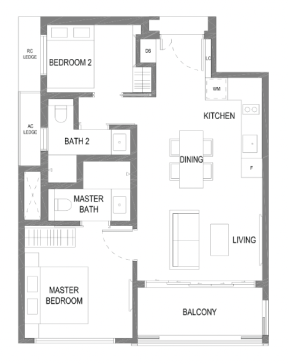 RC
LEDGE
BEDROOM 2
DB
LC
WM
KITCHEN
AC
LEDGE
BATH 2
DINING
F
MASTER
BATH
LIVING
MASTER
BEDROOM
BALCONY